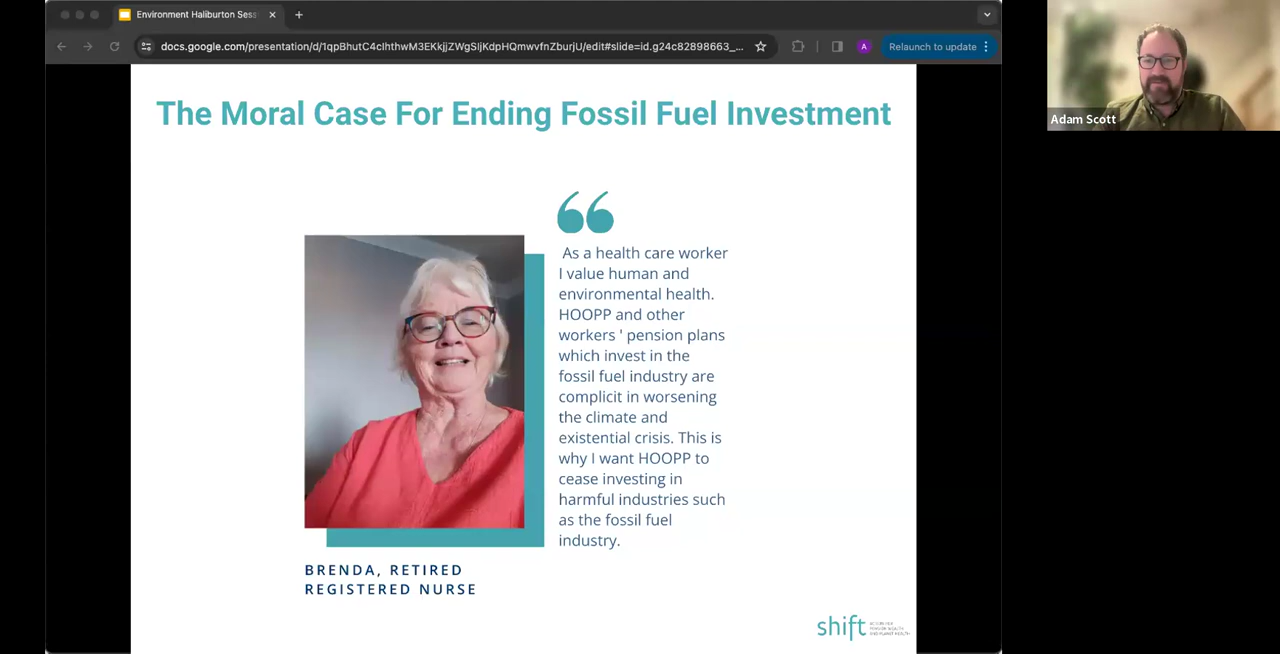 Environment Haliburton Sess
docs.google.com/presentation/d/1qpBhutC4cIhthwM3EKkjjZWgSIjKdpHQmwvfnZburjU/edit#slide=id.g24c82898663_...
A
Relaunch to update
Adam Scott
The Moral Case For Ending Fossil Fuel Investment
As a health care worker
I value human and
environmental health.
HOOPP and other
workers ' pension plans
which invest in the
fossil fuel industry are
complicit in worsening
the climate and
existential crisis. This is
why I want HOOPP to
cease investing in
harmful industries such
as the fossil fuel
industry.
BRENDA, RETIRED
REGISTERED NURSE
shift